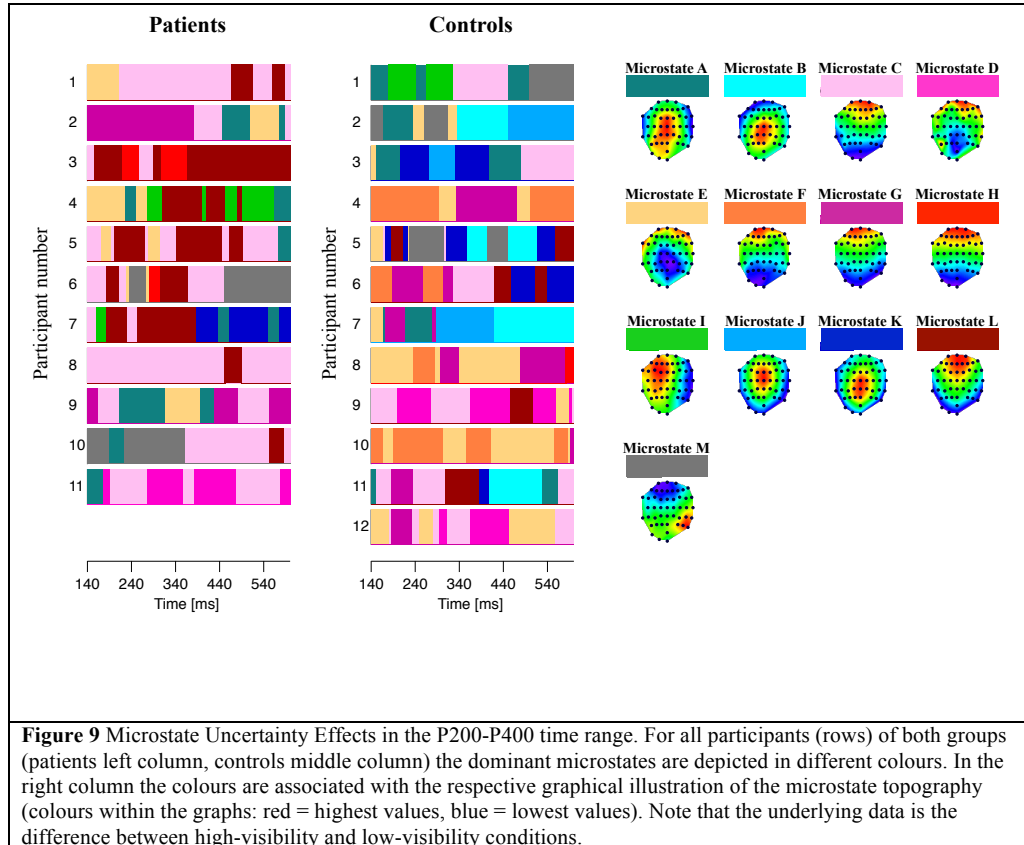 Patients
Controls
Participant number
1
2
3
4
5
6
7
8
9
10
11
140 240 340 440 540
Time [ms]
Participant number
1
2
3
4
5
6
7
8
9
10
11
12
140 240 340 440 540
Time [ms]
Microstate A Microstate B Microstate C Microstate D
Microstate E Microstate F Microstate G Microstate H
Microstate I Microstate J Microstate K Microstate L
Microstate M
Figure 9 Microstate Uncertainty Effects in the P200-P400 time range. For all participants (rows) of both groups
(patients left column, controls middle column) the dominant microstates are depicted in different colours. In the
right column the colours are associated with the respective graphical illustration of the microstate topography
(colours within the graphs: red = highest values, blue = lowest values). Note that the underlying data is the
difference between high-visibility and low-visibility conditions.